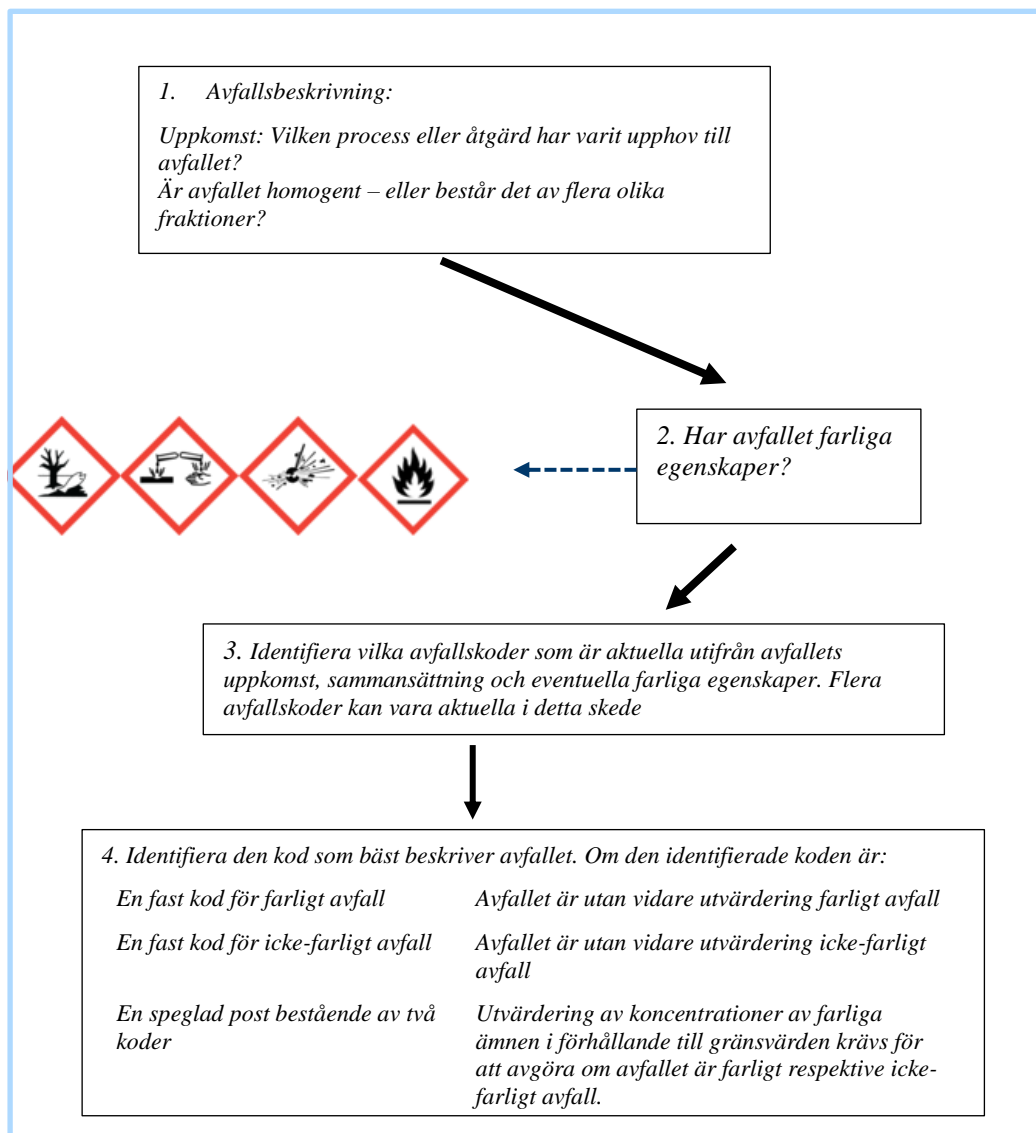 1. Avfallsbeskrivning:
Uppkomst: Vilken process eller åtgärd har varit upphov till
avfallet?
Är avfallet homogent – eller består det av flera olika
fraktioner?
2. Har avfallet farliga
egenskaper?
3. Identifiera vilka avfallskoder som är aktuella utifrån avfallets
uppkomst, sammansättning och eventuella farliga egenskaper. Flera
avfallskoder kan vara aktuella i detta skede
4. Identifiera den kod som bäst beskriver avfallet. Om den identifierade koden är:
En fast kod för farligt avfall
Avfallet är utan vidare utvärdering farligt avfall
En fast kod för icke-farligt avfall
Avfallet är utan vidare utvärdering icke-farligt
avfall
En speglad post bestående av två
koder
Utvärdering av koncentrationer av farliga
ämnen i förhållande till gränsvärden krävs för
att avgöra om avfallet är farligt respektive icke-
farligt avfall.